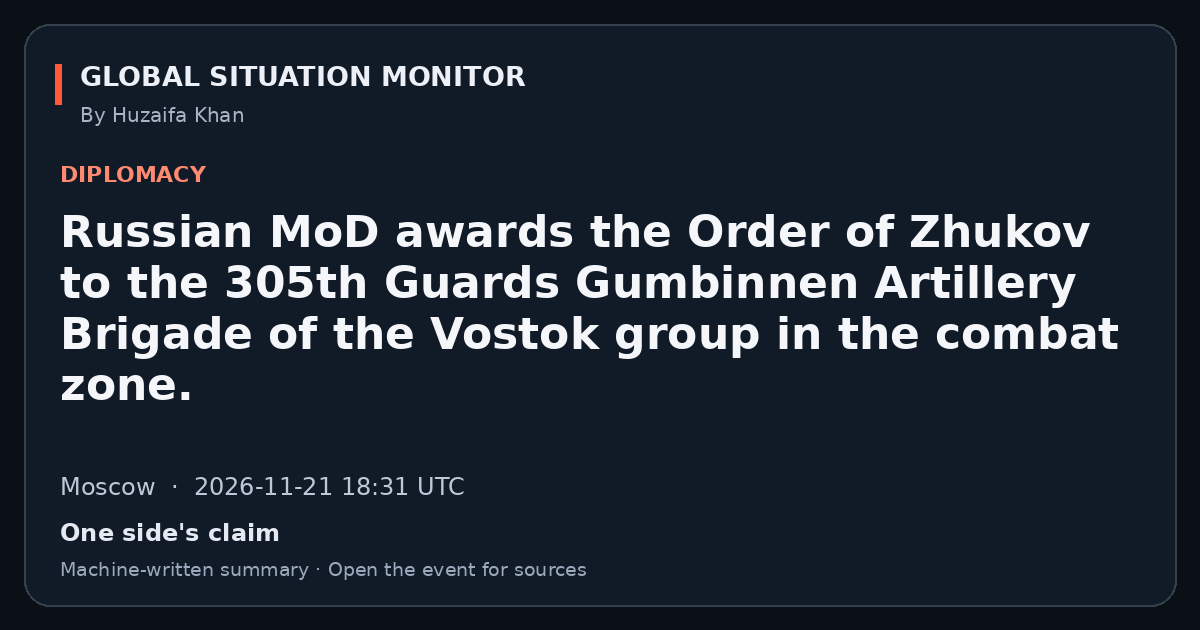 GLOBAL SITUATION MONITOR
By Huzaifa Khan
DIPLOMACY
Russian MoD awards the Order of Zhukov
to the 305th Guards Gumbinnen Artillery
Brigade of the Vostok group in the combat
zone.
Moscow · 2026-11-21 18:31 UTC
One side's claim
Machine-written summary · Open the event for sources